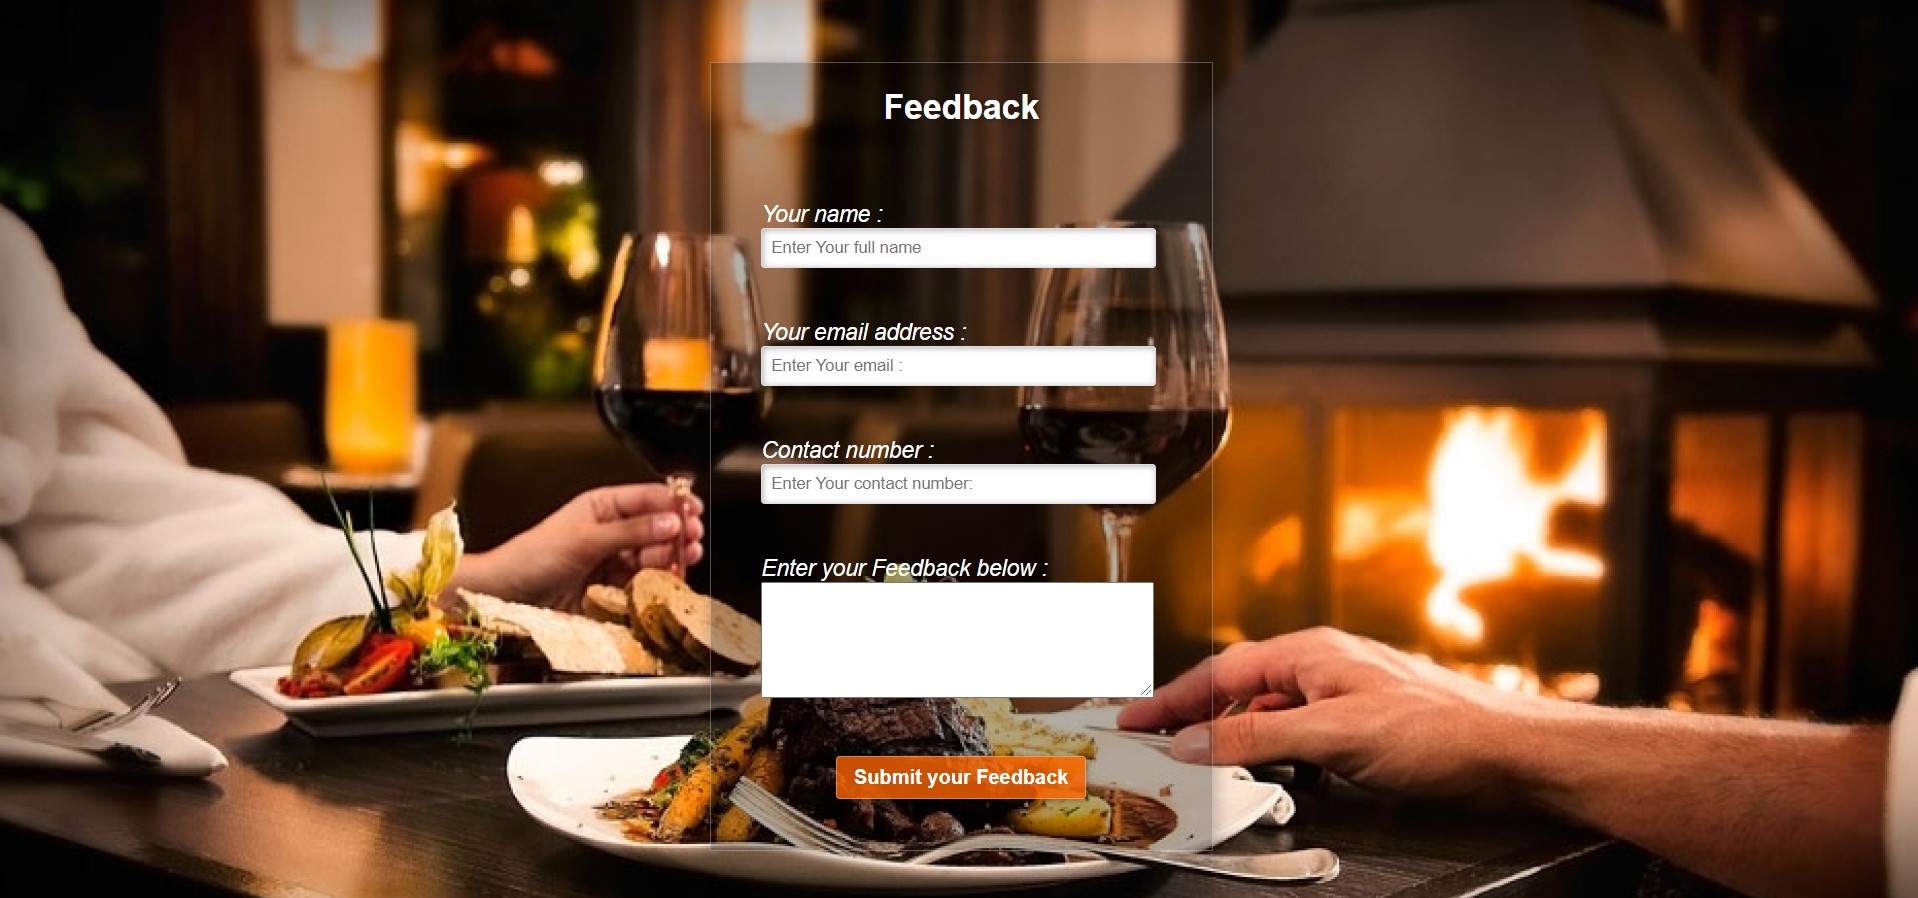 Feedback
Your name :
Enter Your full name
Your email address :
Enter Your email :
Contact number :
Enter Your contact number:
Enter your Feedback below :
Submit your Feedback